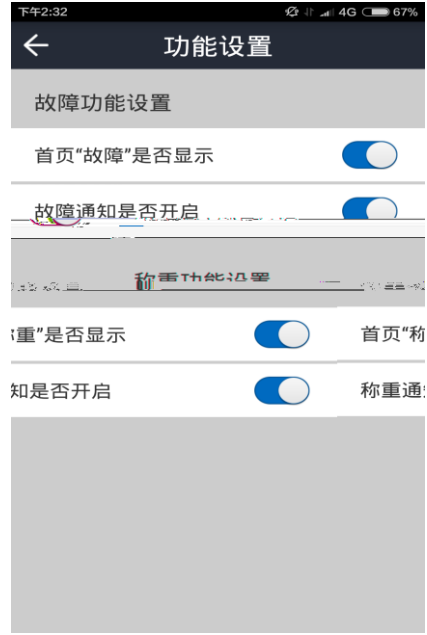 下午2:32 4G 67%
功能设置
故障功能设置
首页“故障”是否显示
故障通知是否开启
称重功能设置
重”是否显示 首页“称
知是否开启 称重通